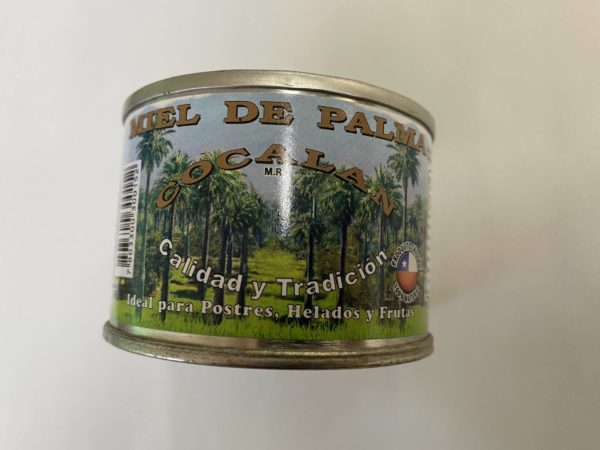 MIEL DE PALMA
COCALAN
M.R
Calidad y Tradición
Ideal para Postres, Helados y Frutas